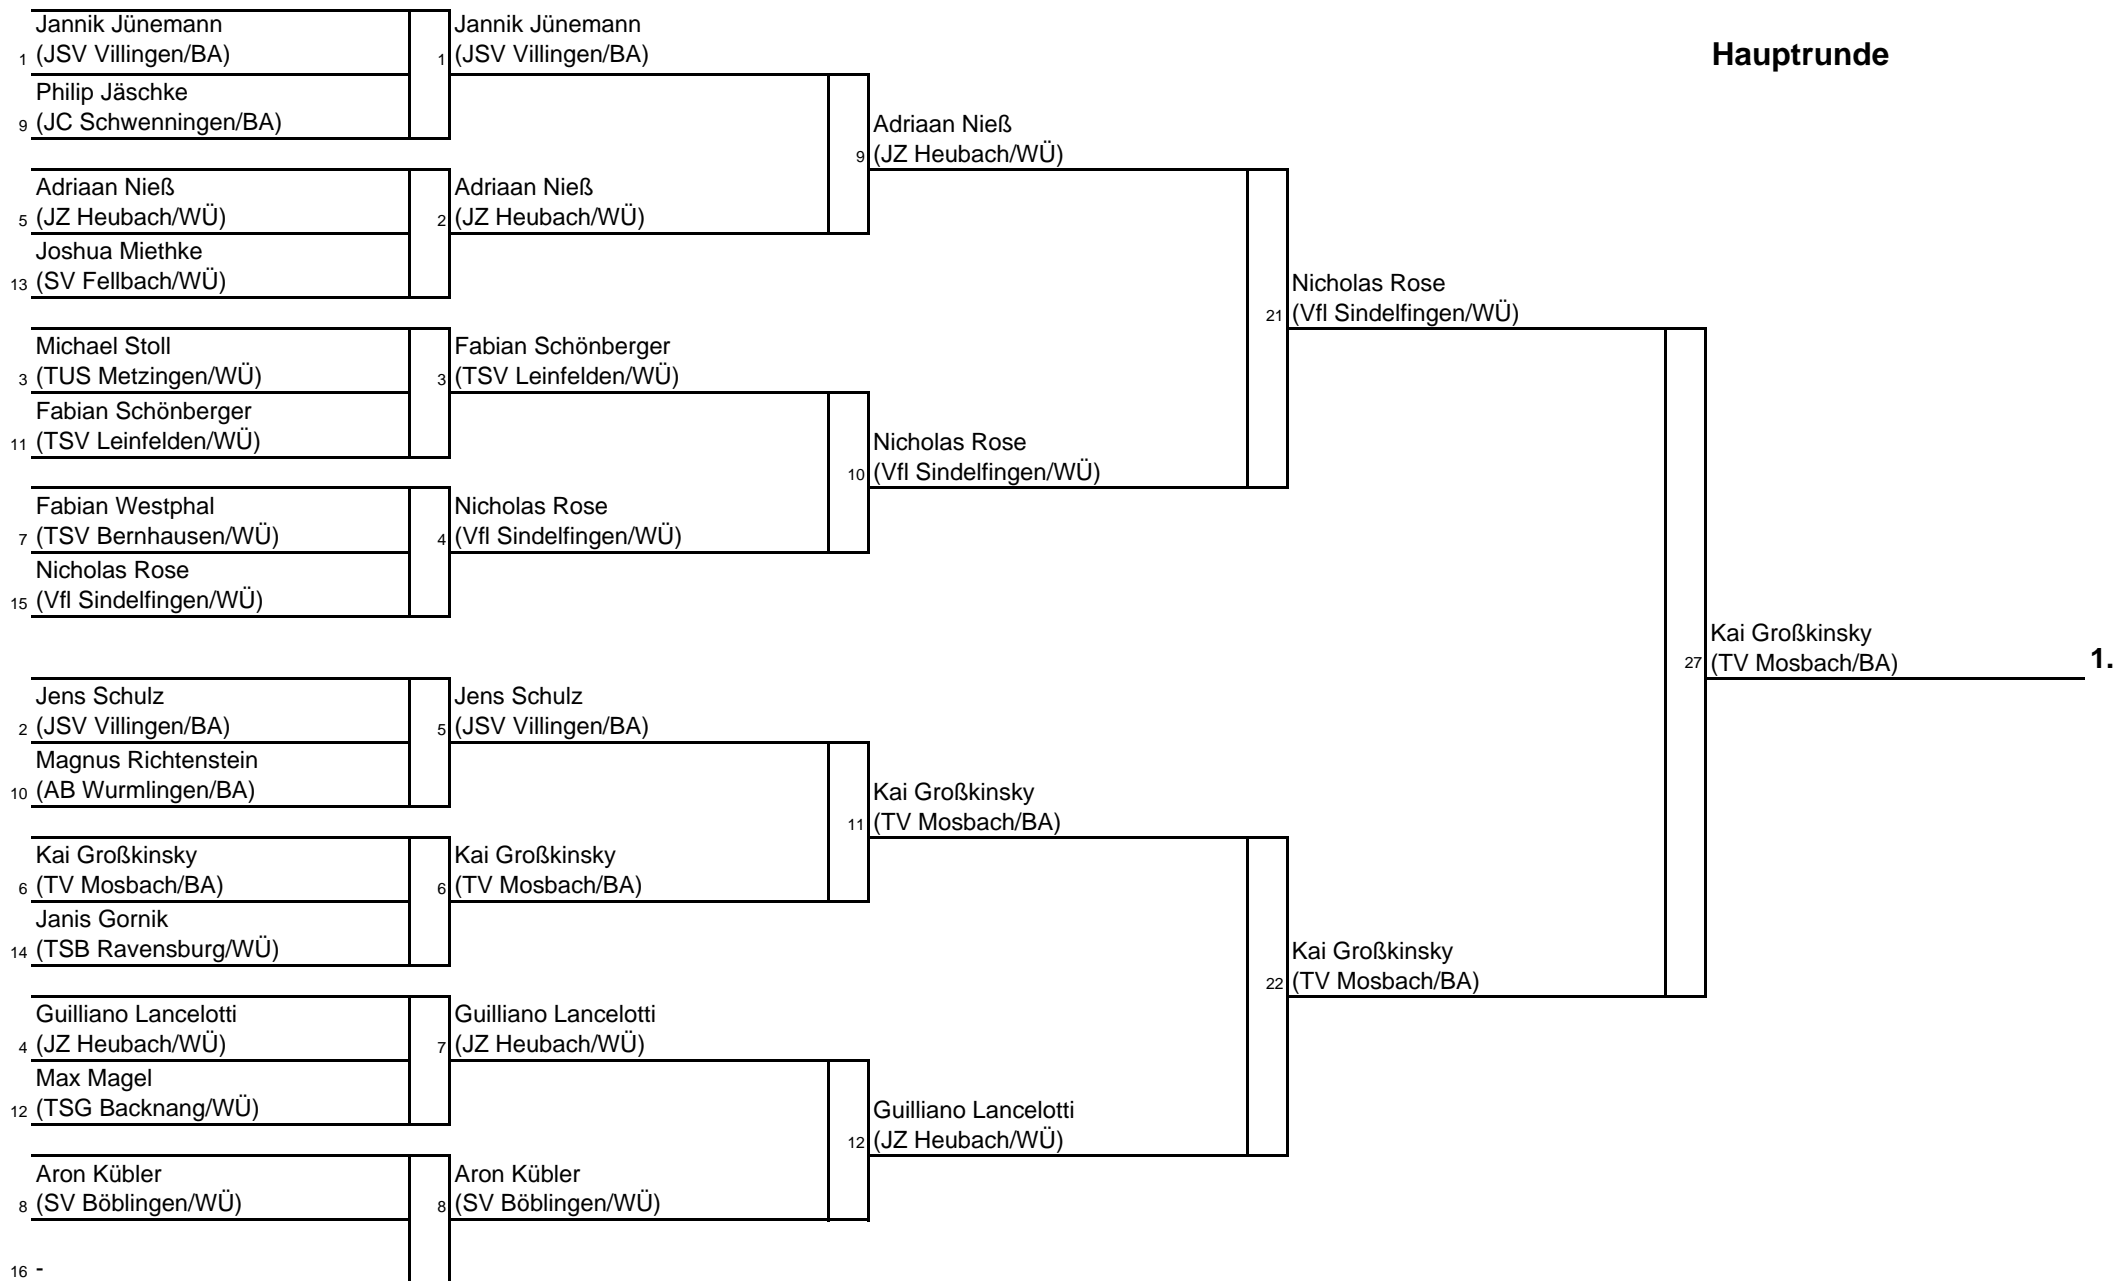 Hauptrunde
Jannik Jünemann
1 (JSV Villingen/BA)
Philip Jäschke
9 (JC Schwenningen/BA)
Adriaan Nieß
5 (JZ Heubach/WÜ)
Joshua Miethke
13 (SV Fellbach/WÜ)
Michael Stoll
3 (TUS Metzingen/WÜ)
Fabian Schönberger
11 (TSV Leinfelden/WÜ)
Fabian Westphal
7 (TSV Bernhausen/WÜ)
Nicholas Rose
15 (Vfl Sindelfingen/WÜ)
Jens Schulz
2 (JSV Villingen/BA)
Magnus Richtenstein
10 (AB Wurmlingen/BA)
Kai Großkinsky
6 (TV Mosbach/BA)
Janis Gornik
14 (TSB Ravensburg/WÜ)
Guilliano Lancelotti
4 (JZ Heubach/WÜ)
Max Magel
12 (TSG Backnang/WÜ)
Aron Kübler
8 (SV Böblingen/WÜ)
16 -
Jannik Jünemann
1 (JSV Villingen/BA)
Adriaan Nieß
2 (JZ Heubach/WÜ)
Fabian Schönberger
3 (TSV Leinfelden/WÜ)
Nicholas Rose
4 (Vfl Sindelfingen/WÜ)
Jens Schulz
5 (JSV Villingen/BA)
Kai Großkinsky
6 (TV Mosbach/BA)
Guilliano Lancelotti
7 (JZ Heubach/WÜ)
Aron Kübler
8 (SV Böblingen/WÜ)
Adriaan Nieß
9 (JZ Heubach/WÜ)
Nicholas Rose
10 (Vfl Sindelfingen/WÜ)
Kai Großkinsky
11 (TV Mosbach/BA)
Guilliano Lancelotti
12 (JZ Heubach/WÜ)
Nicholas Rose
21 (Vfl Sindelfingen/WÜ)
Kai Großkinsky
22 (TV Mosbach/BA)
Kai Großkinsky
27 (TV Mosbach/BA) 1.